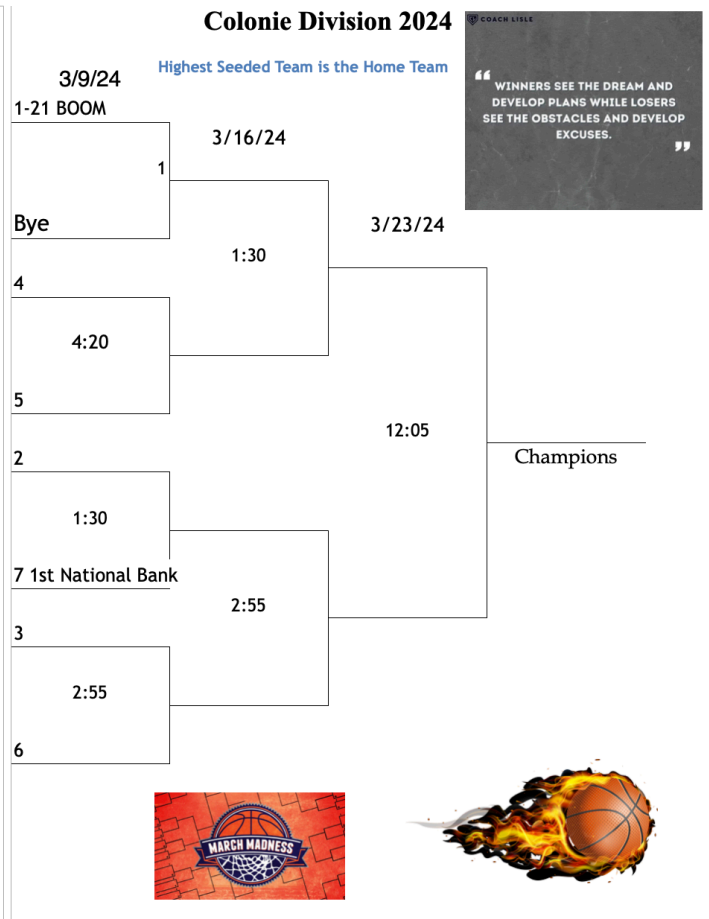 Colonie Division 2024
COACH LISLE
Highest Seeded Team is the Home Team
“
WINNERS SEE THE DREAM AND
DEVELOP PLANS WHILE LOSERS
SEE THE OBSTACLES AND DEVELOP
EXCUSES.
”
3/9/24
1-21 BOOM
3/16/24
1
Bye
3/23/24
1:30
4
4:20
5
12:05
Champions
2
1:30
7 1st National Bank
2:55
3
2:55
6
MARCH MADNESS